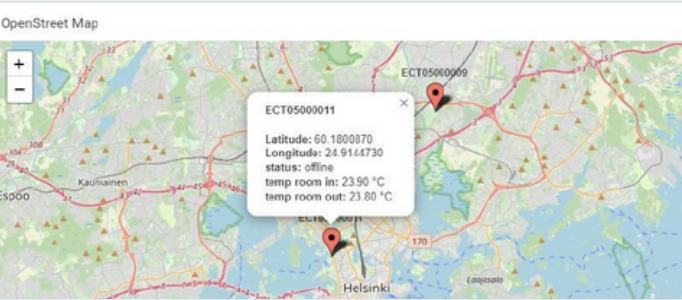 OpenStreet Map
+
−
ECT05000009
×
ECT05000011
Latitude: 60.1800870
Longitude: 24.9144730
status: offline
temp room in: 23.90 °C
temp room out: 23.80 °C
Kauniainen
Espoo
170
Laajasalo
Helsinki